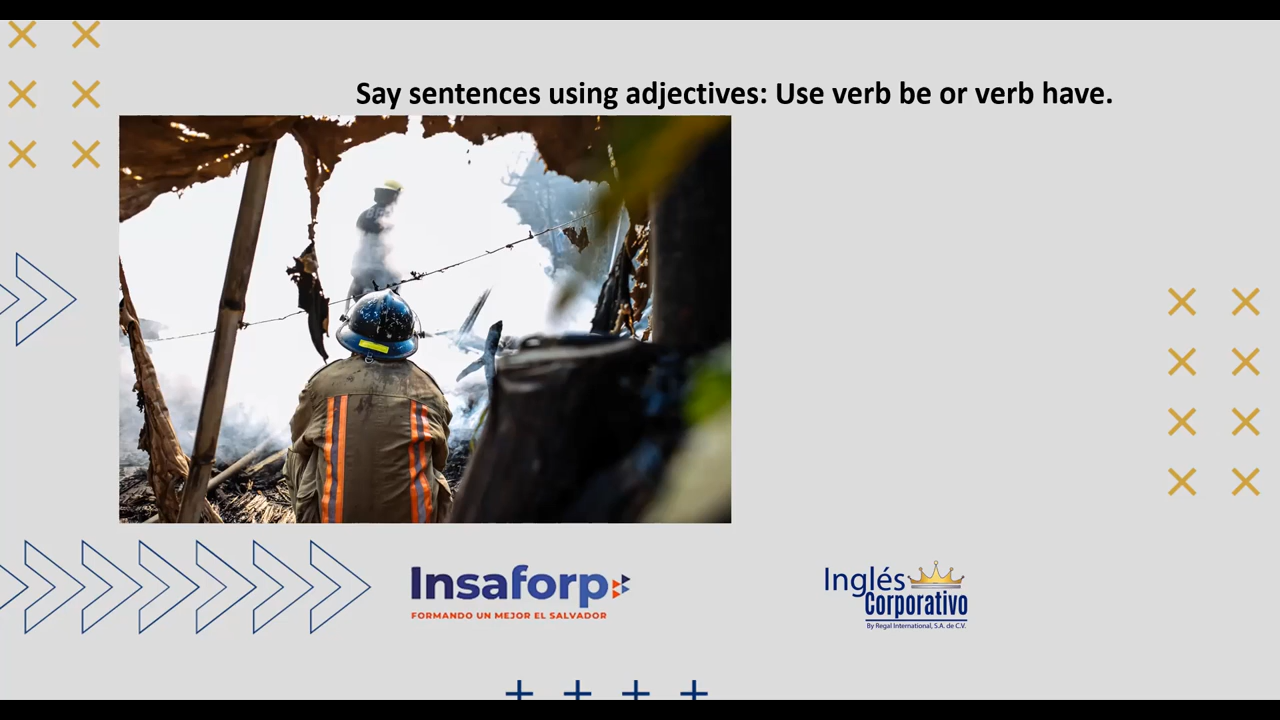 Say sentences using adjectives: Use verb be or verb have.
Insaforp
FORMANDO UN MEJOR EL SALVADOR
Inglés
Corporativo
By Regal International, S.A. de C.V.